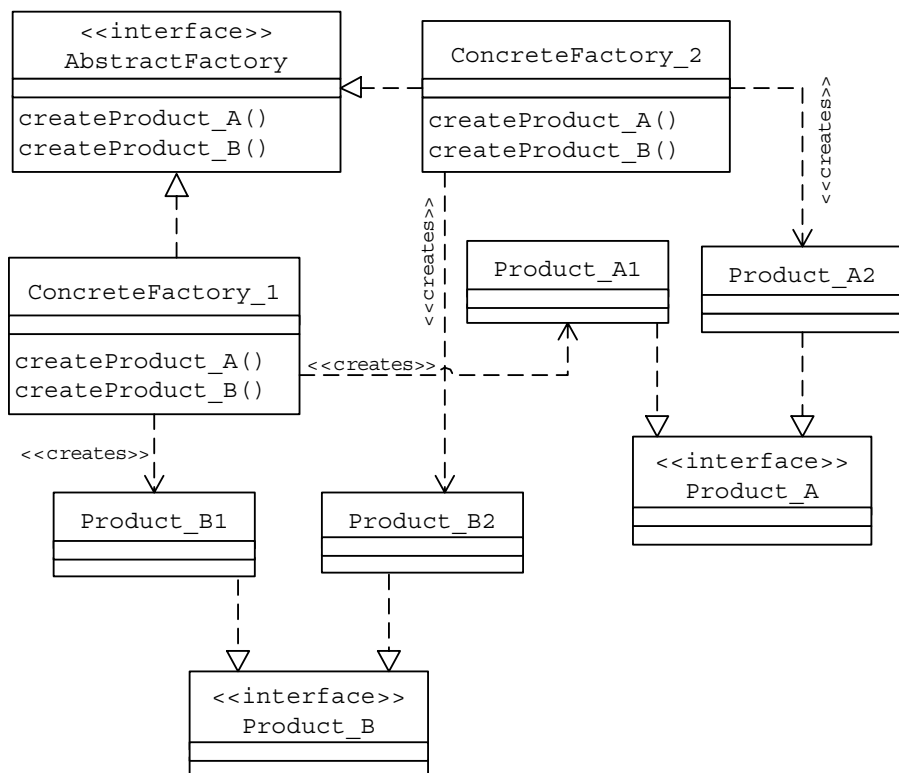 <<interface>>
AbstractFactory
createProduct_A()
createProduct_B()
ConcreteFactory_2
createProduct_A()
createProduct_B()
<<creates>>
<<creates>>
ConcreteFactory_1
createProduct_A()
createProduct_B()
<<creates>>
<<creates>>
Product_A1
Product_A2
<<interface>>
Product_A
Product_B1
Product_B2
<<interface>>
Product_B